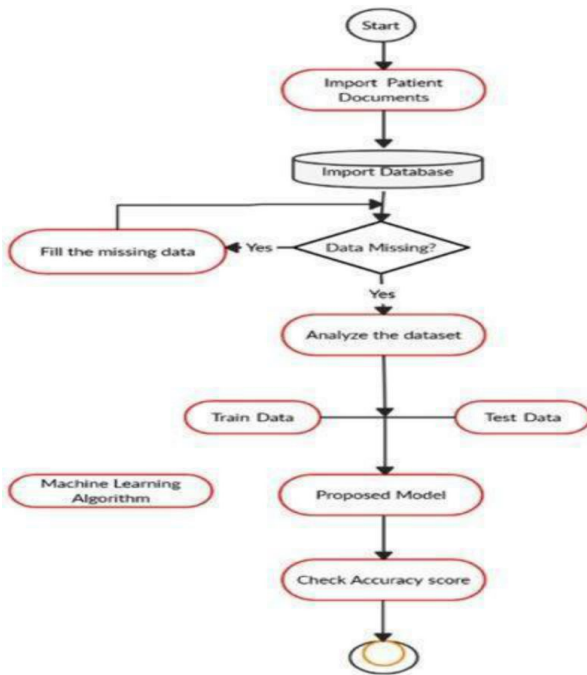 Start
Import Patient
Documents
Import Database
Fill the missing data
Yes
Data Missing?
Yes
Analyze the dataset
Train Data
Test Data
Machine Learning
Algorithm
Proposed Model
Check Accuracy score